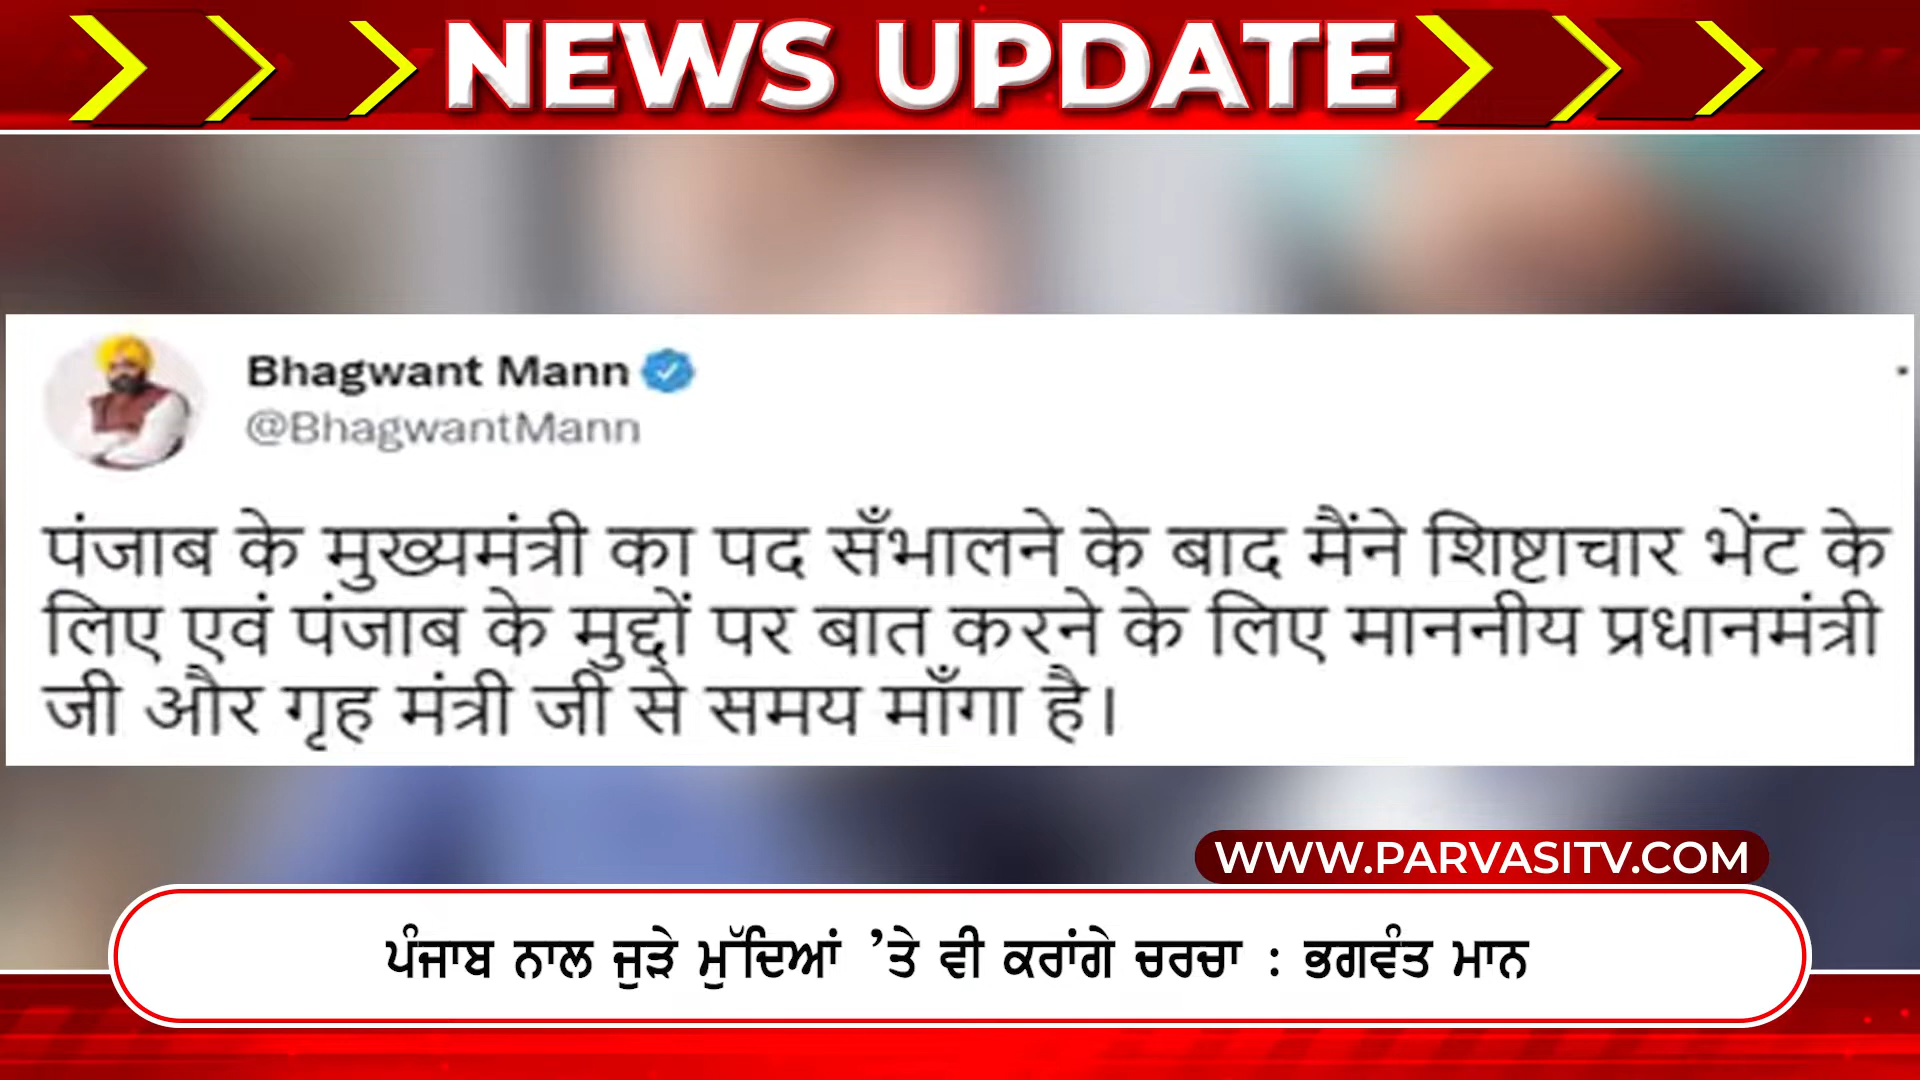 NEWS UPDATE
Bhagwant Mann
@BhagwantMann
पंजाब के मुख्यमंत्री का पद सँभालने के बाद मैंने शिष्टाचार भेंट के
लिए एवं पंजाब के मुद्दों पर बात करने के लिए माननीय प्रधानमंत्री
जी और गृह मंत्री जी से समय माँगा है।
WWW.PARVASITV.COM
ਪੰਜਾਬ ਨਾਲ ਜੁੜੇ ਮੁੱਦਿਆਂ ’ਤੇ ਵੀ ਕਰਾਂਗੇ ਚਰਚਾ : ਭਗਵੰਤ ਮਾਨ